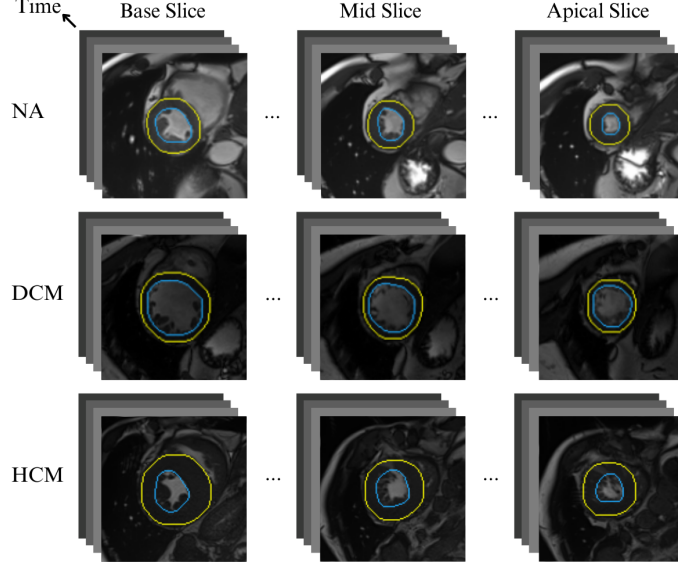 Time
Base Slice Mid Slice Apical Slice
NA ... ...
DCM ... ...
HCM ... ...